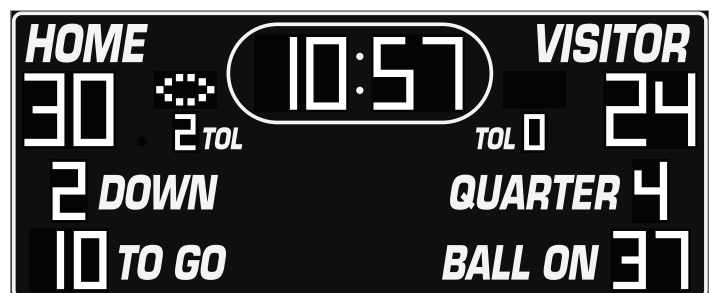 HOME 10:57 VISITOR
30 24
2 TOL TOL 0
2 DOWN QUARTER 4
10 TO GO BALL ON 37